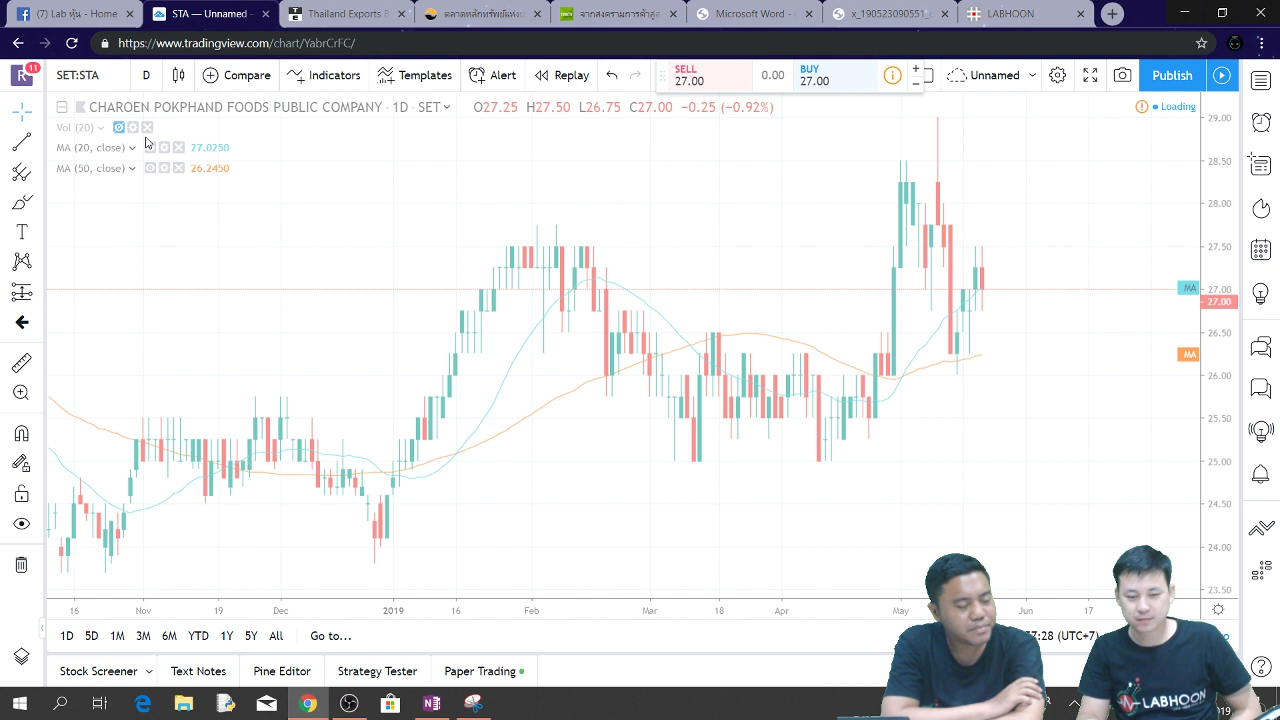 Lab หุ้น - Home
STA — Unnamed
Thailand Exports B
Microsoft Word -
LABHOON
https://www.tradingview.com/chart/YabrCrFC/
R 11
SET:STA
D
Compare
Indicators
Templates
Alert
Replay
SELL
27.00
0.00
BUY
27.00
Unnamed
Publish
CHAROEN POKPHAND FOODS PUBLIC COMPANY · 1D · SET
O27.25 H27.50 L26.75 C27.00 −0.25 (−0.92%)
Loading
Vol (20)
MA (20, close) 27.0250
MA (50, close) 26.2450
29.00
28.50
28.00
27.50
27.00
26.50
26.00
25.50
25.00
24.50
24.00
23.50
MA
27.00
MA
16 Nov 19 Dec 2019 16 Feb Mar 18 Apr May Jun 17
1D 5D 1M 3M 6M YTD 1Y 5Y All Go to...
7:28 (UTC+7)
Stock Screener Text Notes Pine Editor Strategy Tester Paper Trading
LABHOON